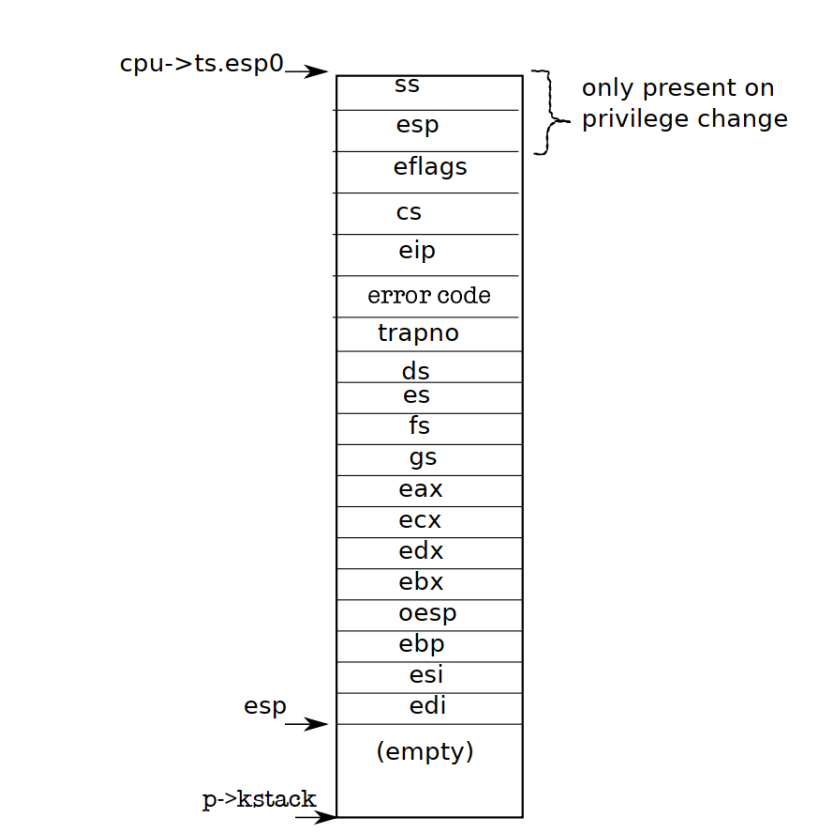 cpu->ts.esp0
ss
only present on
privilege change
esp
eflags
cs
eip
error code
trapno
ds
es
fs
gs
eax
ecx
edx
ebx
oesp
ebp
esi
esp
edi
(empty)
p->kstack